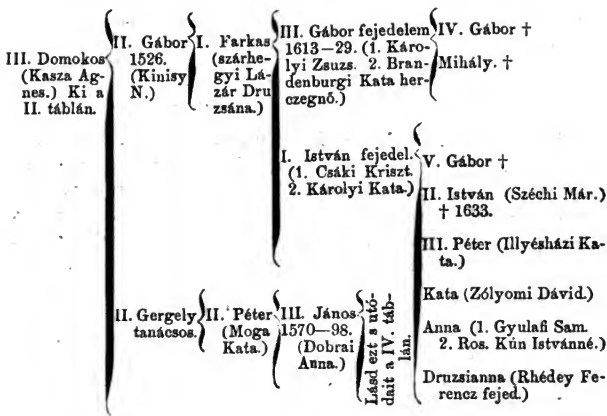 III. Domokos
(Kasza Ag-
nes.) Ki a
II. táblán.
II. Gábor
1526.
(Kinisy
N.)
I. Farkas
(szárhe-
gyi Lá-
zár Dru
zsána.)
III. Gábor fejedelem
1613—29. (1. Káro-
lyi Zsuzs. 2. Bran-
denburgi Kata her-
czegnő.)
IV. Gábor †
Mihály. †
I. István fejedel.
(1. Csáki Kriszt.
2. Károlyi Kata.)
V. Gábor †
II. István (Széchi Már.)
† 1633.
III. Péter (Illyésházi Ka-
ta.)
Kata (Zólyomi Dávid.)
Anna (1. Gyulafi Sam.
2. Ros. Kún Istvánné.)
Druzsianna (Rhédey Fe-
rencz fejed.)
II. Gergely
tanácsos.
II. Péter
(Moga
Kata.)
III. János
1570—98.
(Dobrai
Anna.)
Lásd ezt s utó-
dait a IV. táb-
lán.